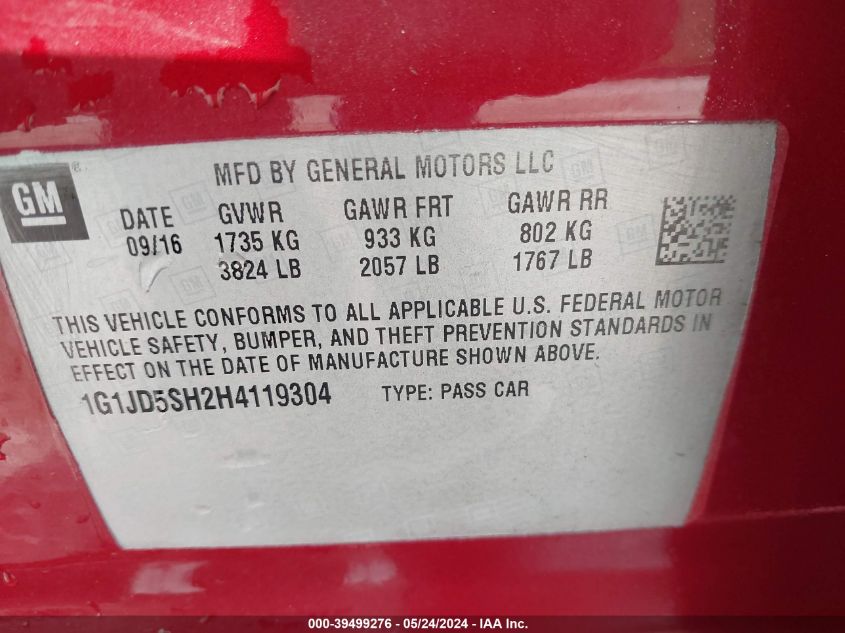 MFD BY GENERAL MOTORS LLC
GM
DATE GVWR GAWR FRT GAWR RR
09/16 1735 KG 933 KG 802 KG
3824 LB 2057 LB 1767 LB
THIS VEHICLE CONFORMS TO ALL APPLICABLE U.S. FEDERAL MOTOR
VEHICLE SAFETY, BUMPER, AND THEFT PREVENTION STANDARDS IN
EFFECT ON THE DATE OF MANUFACTURE SHOWN ABOVE.
1G1JD5SH2H4119304 TYPE: PASS CAR
000-39499276 - 05/24/2024 - IAA Inc.